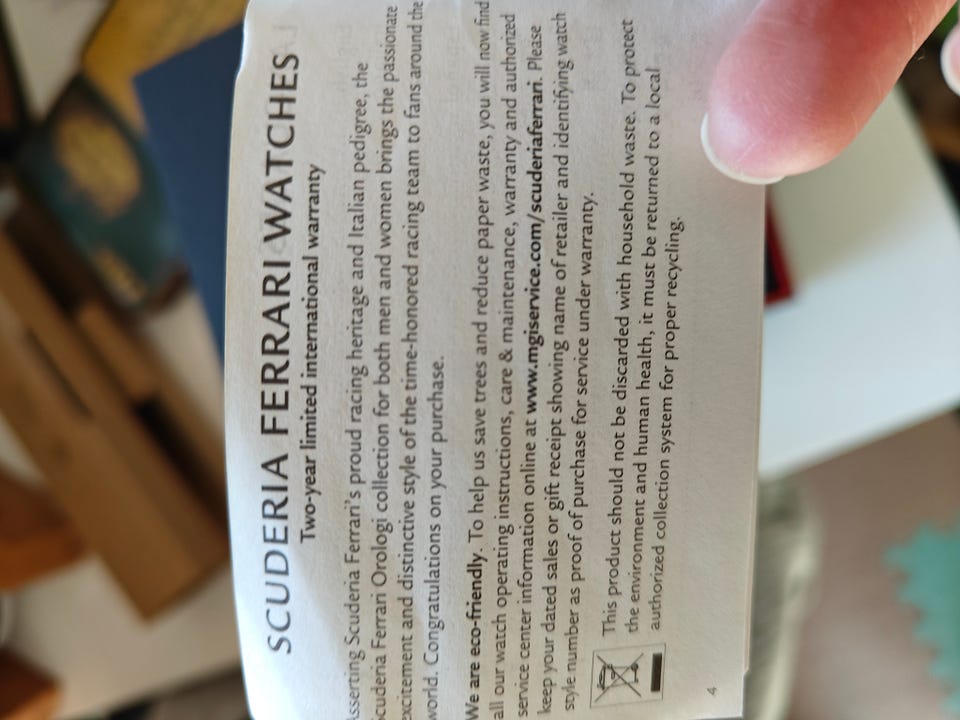 SCUDERIA FERRARI WATCHES
Two-year limited international warranty
Asserting Scuderia Ferrari's proud racing heritage and Italian pedigree, the
Scuderia Ferrari Orologi collection for both men and women brings the passionate
excitement and distinctive style of the time-honored racing team to fans around the
world. Congratulations on your purchase.
We are eco-friendly. To help us save trees and reduce paper waste, you will now find
all our watch operating instructions, care & maintenance, warranty and authorized
service center information online at www.mgiservice.com/scuderiaferrari. Please
keep your dated sales or gift receipt showing name of retailer and identifying watch
style number as proof of purchase for service under warranty.
This product should not be discarded with household waste. To protect
the environment and human health, it must be returned to a local
authorized collection system for proper recycling.
4